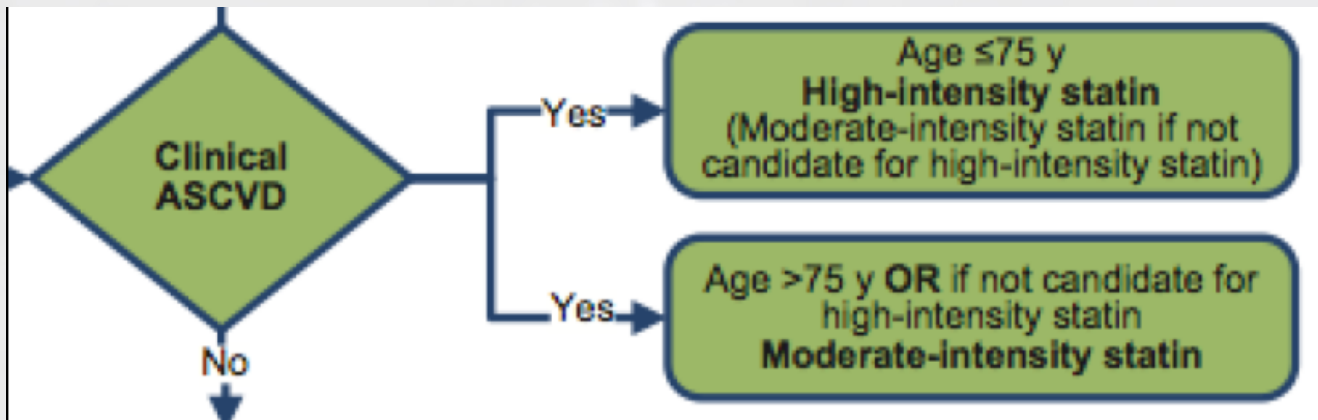 Clinical
ASCVD
Yes
Age ≤75 y
High-intensity statin
(Moderate-intensity statin if not
candidate for high-intensity statin)
Yes
Age >75 y OR if not candidate for
high-intensity statin
Moderate-intensity statin
No